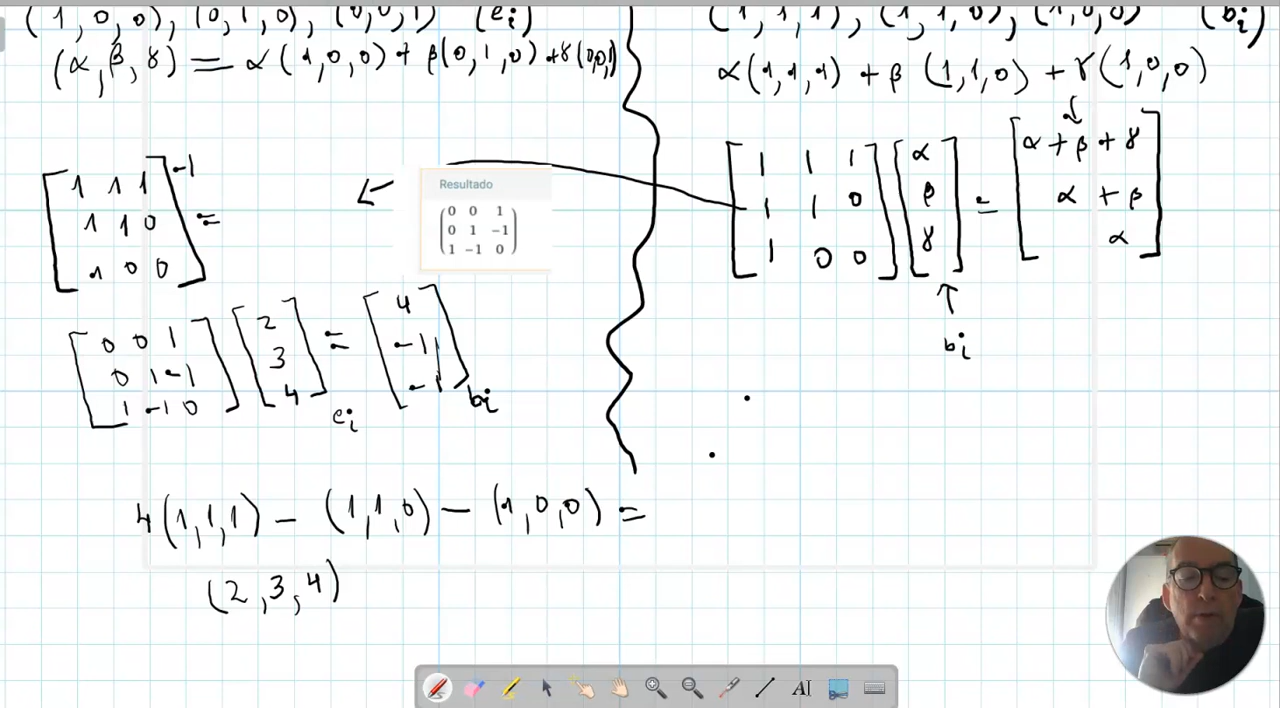 (1,0,0), (0,1,0), (0,0,1) (ei)
(α,β,γ) = α(1,0,0)+ β(0,1,0)+γ(0,0,1)
[1 1 1]-1
1 1 0 =
1 0 0
←
Resultado
0 0 1
0 1 −1
1 −1 0
0 0 1
0 1 -1
1 -1 0
2
3
4
ei
=
4
-1
-1
bi
4(1,1,1) - (1,1,0) - (1,0,0) =
(2,3,4)
(1,1,1), (1,1,0), (1,0,0) (bi)
α(1,1,1) + β (1,1,0) + γ(1,0,0)
↓
1 1 1
1 1 0
1 0 0
α
β
γ
=
α + β + γ
α + β
α
↑
bi
AI